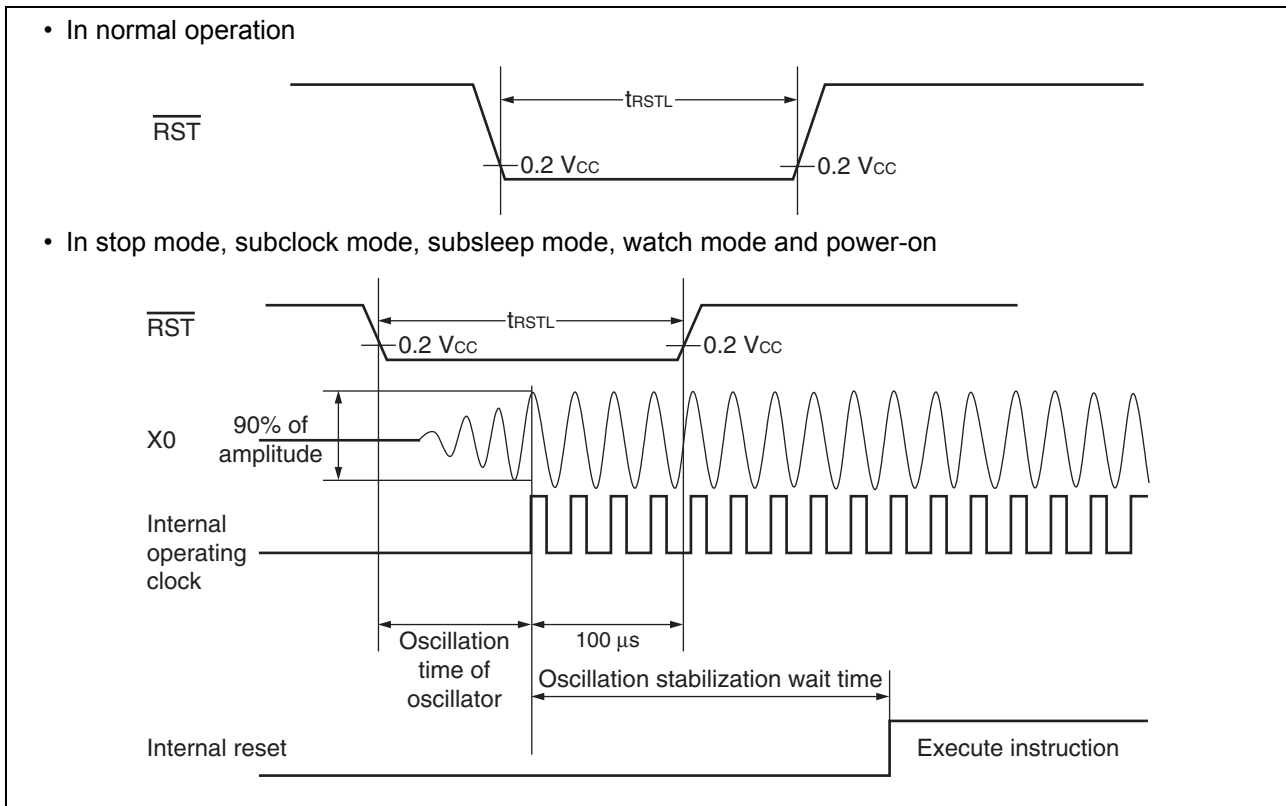 • In normal operation
tRSTL
RST
0.2 VCC
0.2 VCC
• In stop mode, subclock mode, subsleep mode, watch mode and power-on
RST
tRSTL
0.2 VCC
0.2 VCC
X0
90% of
amplitude
Internal
operating
clock
Oscillation
time of
oscillator
100 μs
Oscillation stabilization wait time
Internal reset
Execute instruction